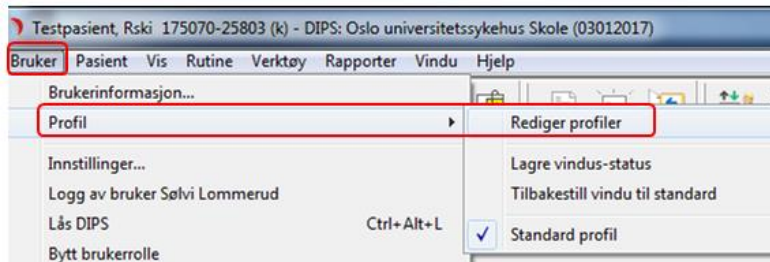 Testpasient, Rski 175070-25803 (k) - DIPS: Oslo universitetssykehus Skole (03012017)
Bruker Pasient Vis Rutine Verktøy Rapporter Vindu Hjelp
Brukerinformasjon...
Profil
Rediger profiler
Innstillinger...
Lagre vindus-status
Logg av bruker Sølvi Lommerud
Tilbakestill vindu til standard
Lås DIPS Ctrl+Alt+L
Standard profil
Bytt brukerrolle